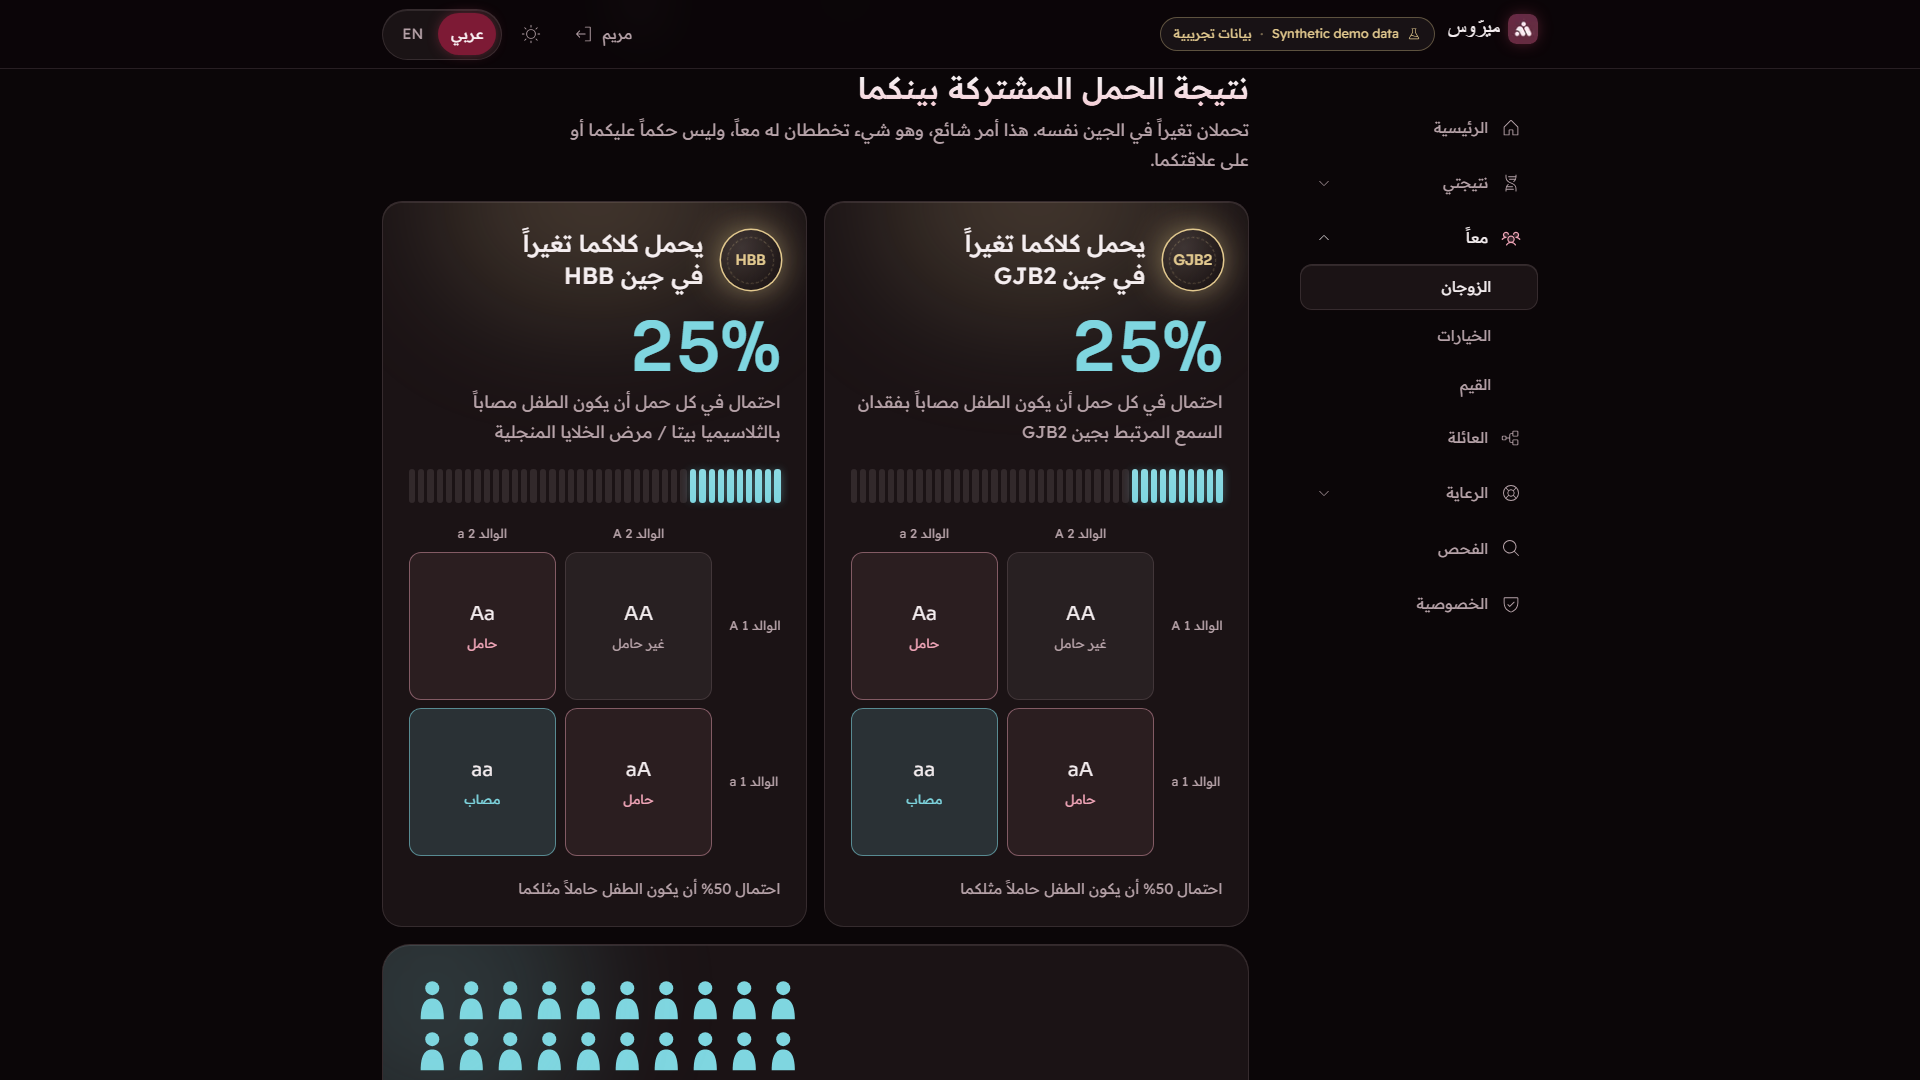 ميرّوس
Synthetic demo data · بيانات تجريبية
مريم
عربي
EN
الرئيسية
نتيجتي
معاً
الزوجان
الخيارات
القيم
العائلة
الرعاية
الفحص
الخصوصية
نتيجة الحمل المشتركة بينكما
تحملان تغيراً في الجين نفسه. هذا أمر شائع، وهو شيء تخططان له معاً، وليس حكماً عليكما أو
على علاقتكما.
GJB2
يحمل كلاكما تغيراً
في جين GJB2
25%
احتمال في كل حمل أن يكون الطفل مصاباً بفقدان
السمع المرتبط بجين GJB2
الوالد 2 A
الوالد 2 a
الوالد 1 A
AA
غير حامل
Aa
حامل
الوالد 1 a
aA
حامل
aa
مصاب
احتمال 50% أن يكون الطفل حاملاً مثلكما
HBB
يحمل كلاكما تغيراً
في جين HBB
25%
احتمال في كل حمل أن يكون الطفل مصاباً
بالثلاسيميا بيتا / مرض الخلايا المنجلية
الوالد 2 A
الوالد 2 a
الوالد 1 A
AA
غير حامل
Aa
حامل
الوالد 1 a
aA
حامل
aa
مصاب
احتمال 50% أن يكون الطفل حاملاً مثلكما